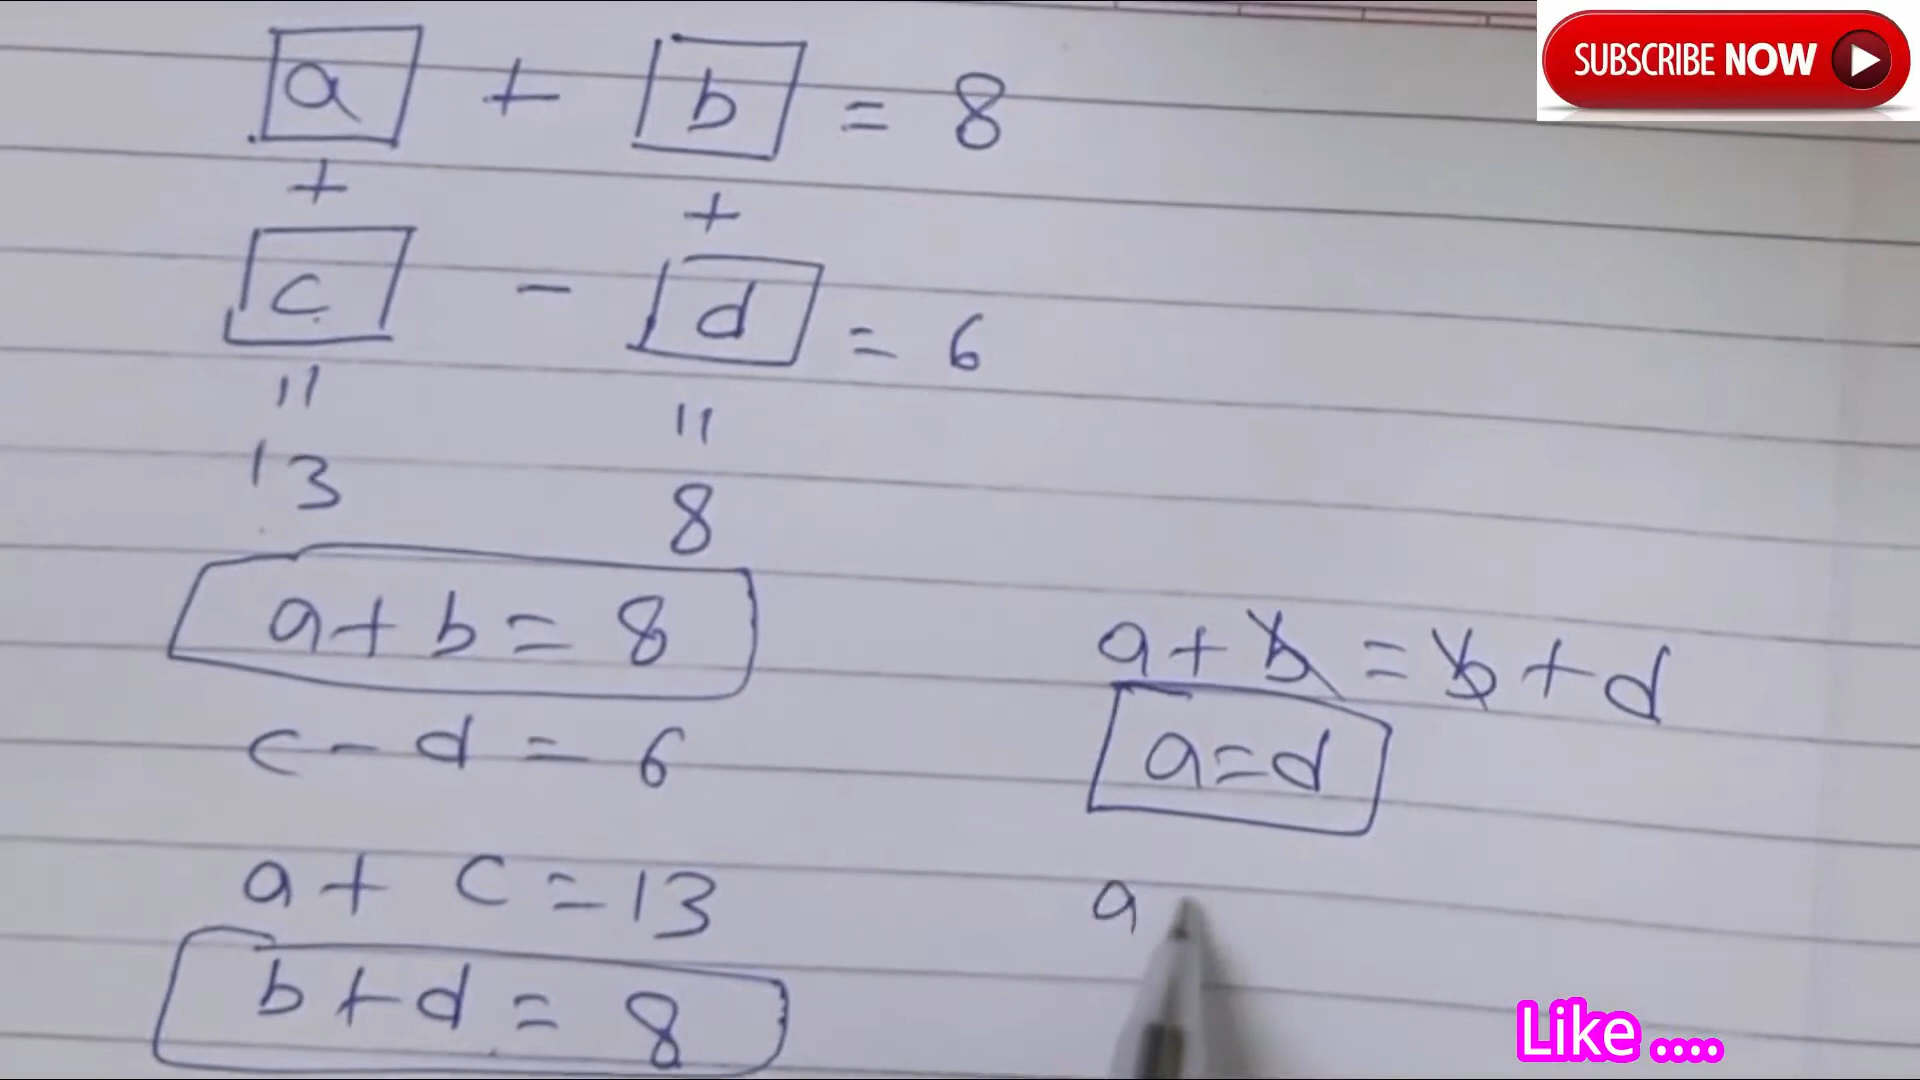 SUBSCRIBE NOW
a + b = 8
+ +
c - d = 6
= =
13 8
a + b = 8
c - d = 6
a + c = 13
b + d = 8
a + b = b + d
a = d
a
Like ....